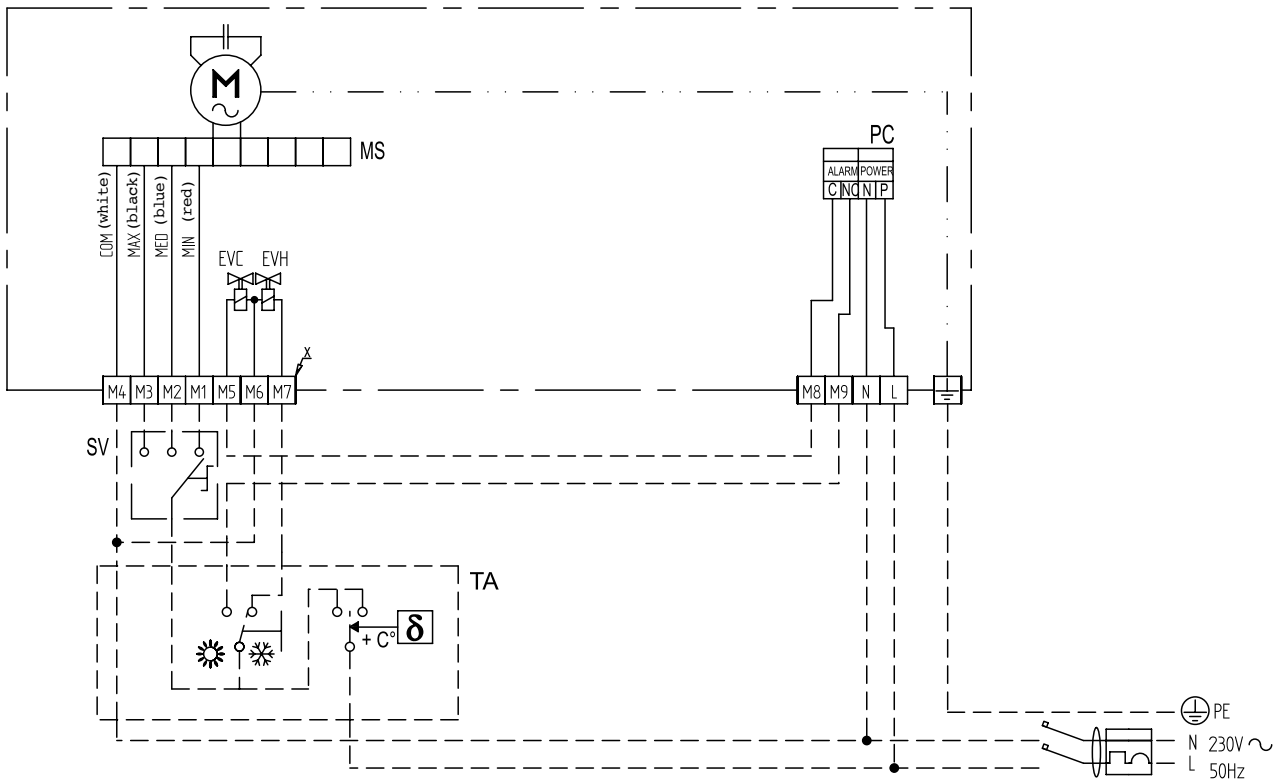 M
MS
PC
ALARM POWER
C NC N P
COM (white)
MAX (black)
MED (blue)
MIN (red)
EVC EVH
X
M4 M3 M2 M1 M5 M6 M7
M8 M9 N L
SV
TA
+ C° δ
PE
N 230V
L 50Hz